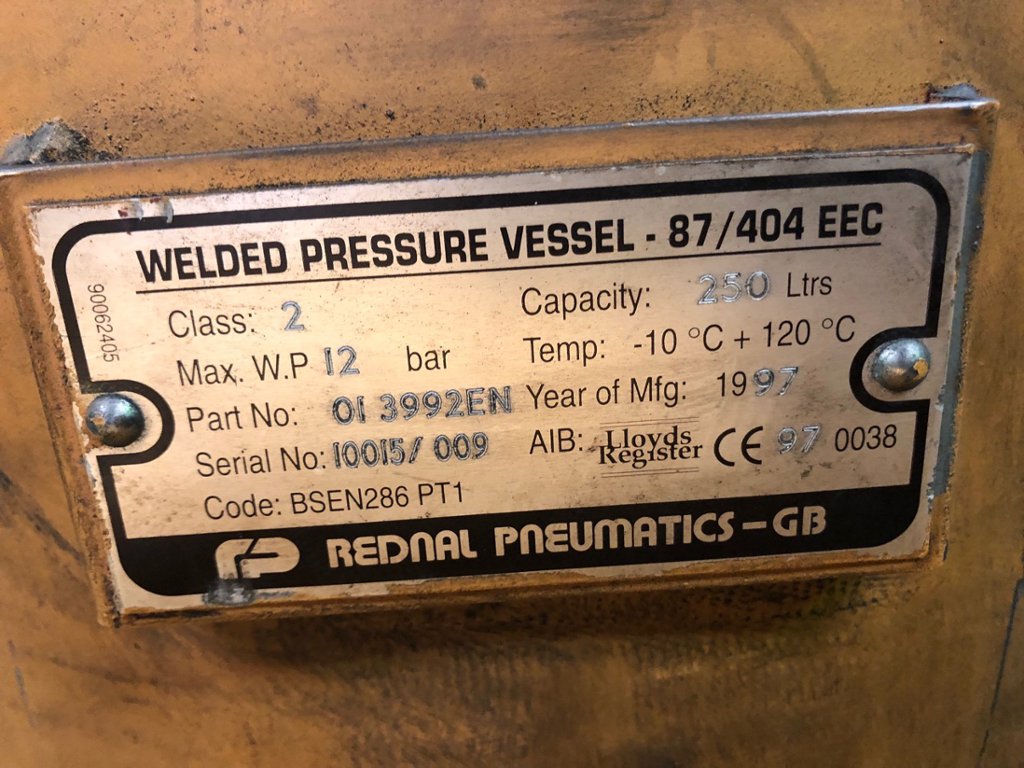 WELDED PRESSURE VESSEL - 87/404 EEC
90062405
Class: 2
Capacity: 250 Ltrs
Max. W.P 12 bar
Temp: -10 °C + 120 °C
Part No: 01 3992EN
Year of Mfg: 1997
Serial No: 10015/009
AIB: Lloyds Register CE 97 0038
Code: BSEN286 PT1
REDNAL PNEUMATICS-GB